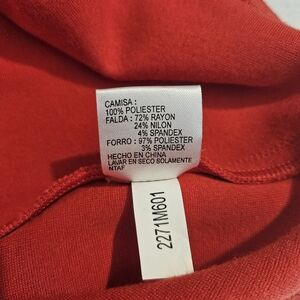 CAMISA :
100% POLIESTER
FALDA : 72% RAYON
24% NILON
4% SPANDEX
FORRO : 97% POLIESTER
3% SPANDEX
HECHO EN CHINA
LAVAR EN SECO SOLAMENTE
NTAF
2271M601